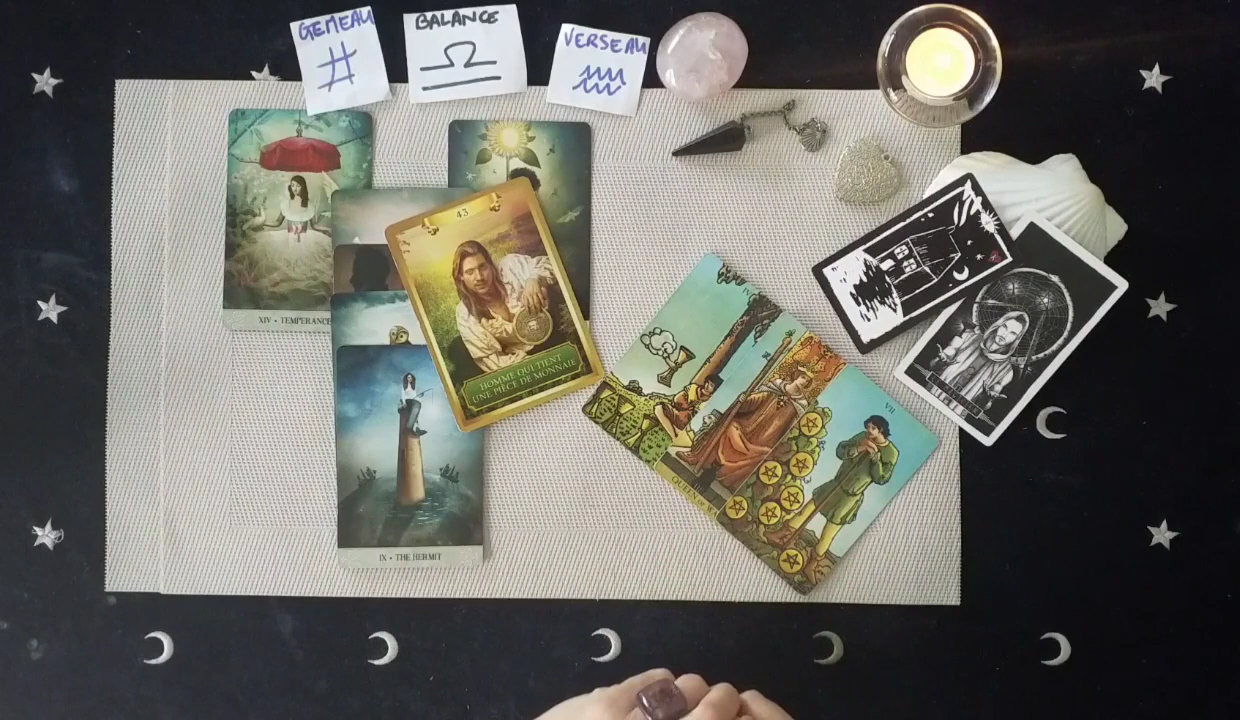 GEMEAU
BALANCE
VERSEAU
XIV • TEMPERANCE
43
HOMME QUI TIENT
UNE PIÈCE DE MONNAIE
IX • THE HERMIT
IV
QUEEN OF W
VII